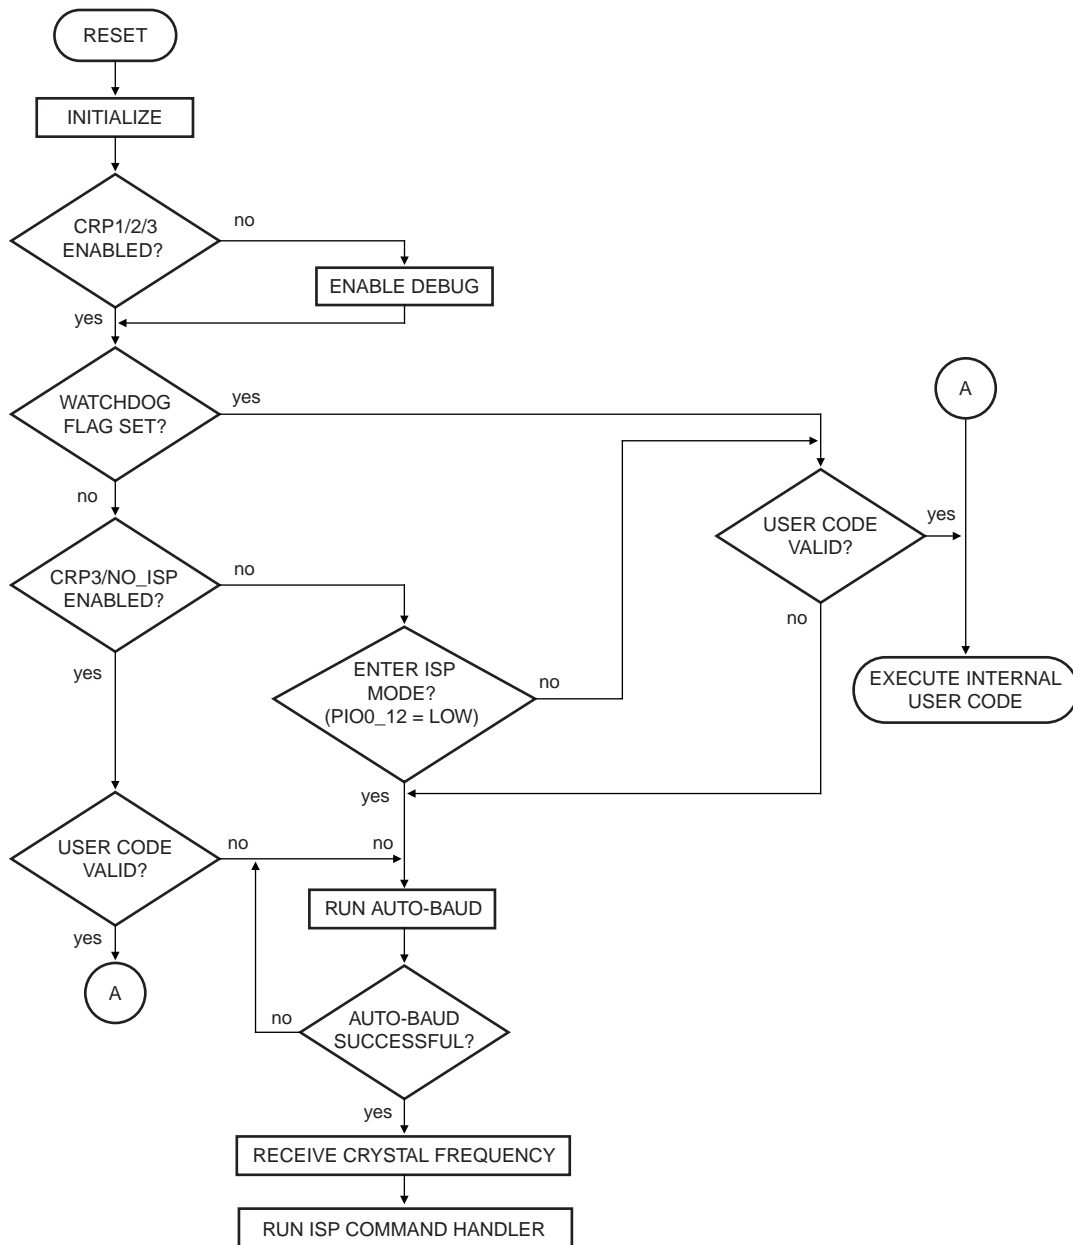 RESET
INITIALIZE
CRP1/2/3
ENABLED?
no
ENABLE DEBUG
yes
WATCHDOG
FLAG SET?
yes
A
no
USER CODE
VALID?
yes
no
CRP3/NO_ISP
ENABLED?
no
yes
ENTER ISP
MODE?
(PIO0_12 = LOW)
no
EXECUTE INTERNAL
USER CODE
yes
USER CODE
VALID?
no
no
RUN AUTO-BAUD
yes
A
AUTO-BAUD
SUCCESSFUL?
no
yes
RECEIVE CRYSTAL FREQUENCY
RUN ISP COMMAND HANDLER